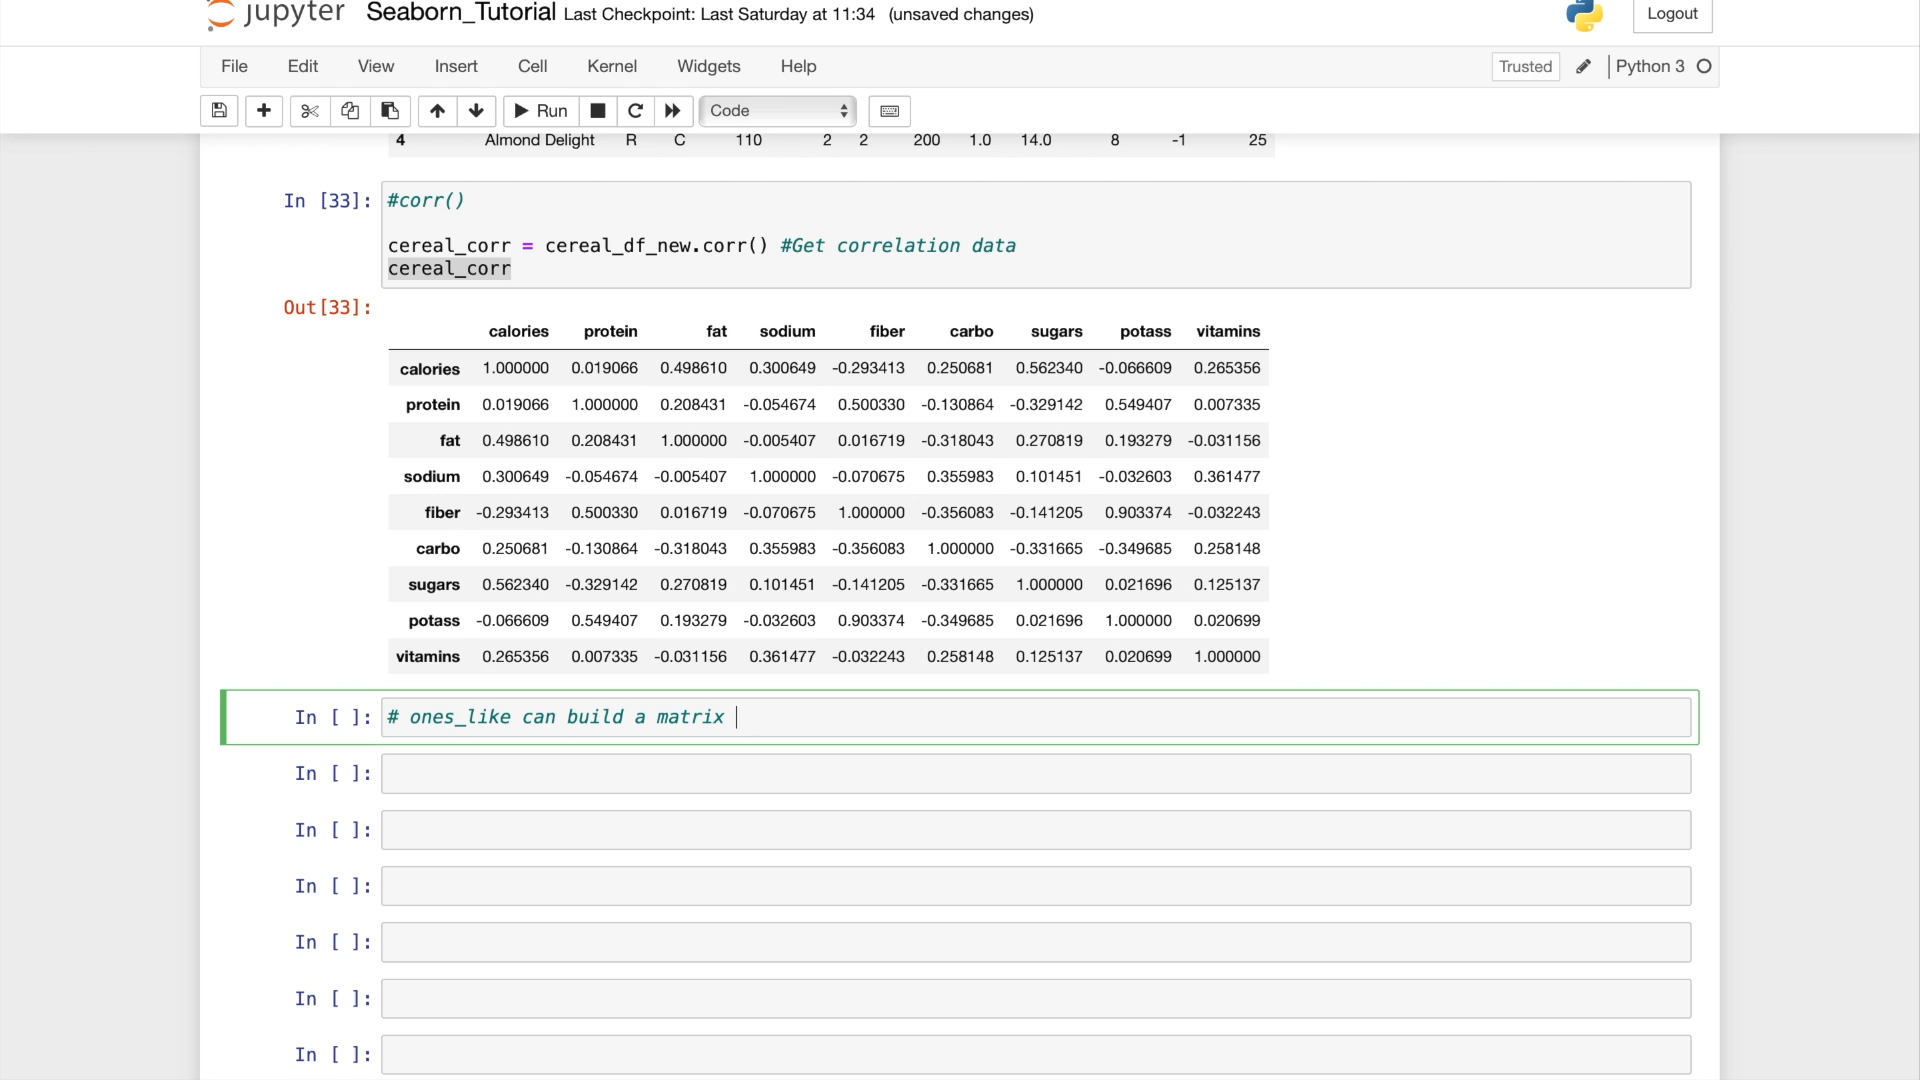 jupyter Seaborn_Tutorial Last Checkpoint: Last Saturday at 11:34 (unsaved changes) Logout
File Edit View Insert Cell Kernel Widgets Help Trusted Python 3
Run Code
4 Almond Delight R C 110 2 2 200 1.0 14.0 8 -1 25
In [33]: #corr()
cereal_corr = cereal_df_new.corr() #Get correlation data
cereal_corr
Out[33]:
calories protein fat sodium fiber carbo sugars potass vitamins
calories 1.000000 0.019066 0.498610 0.300649 -0.293413 0.250681 0.562340 -0.066609 0.265356
protein 0.019066 1.000000 0.208431 -0.054674 0.500330 -0.130864 -0.329142 0.549407 0.007335
fat 0.498610 0.208431 1.000000 -0.005407 0.016719 -0.318043 0.270819 0.193279 -0.031156
sodium 0.300649 -0.054674 -0.005407 1.000000 -0.070675 0.355983 0.101451 -0.032603 0.361477
fiber -0.293413 0.500330 0.016719 -0.070675 1.000000 -0.356083 -0.141205 0.903374 -0.032243
carbo 0.250681 -0.130864 -0.318043 0.355983 -0.356083 1.000000 -0.331665 -0.349685 0.258148
sugars 0.562340 -0.329142 0.270819 0.101451 -0.141205 -0.331665 1.000000 0.021696 0.125137
potass -0.066609 0.549407 0.193279 -0.032603 0.903374 -0.349685 0.021696 1.000000 0.020699
vitamins 0.265356 0.007335 -0.031156 0.361477 -0.032243 0.258148 0.125137 0.020699 1.000000
In [ ]: # ones_like can build a matrix
In [ ]:
In [ ]:
In [ ]:
In [ ]:
In [ ]:
In [ ]: